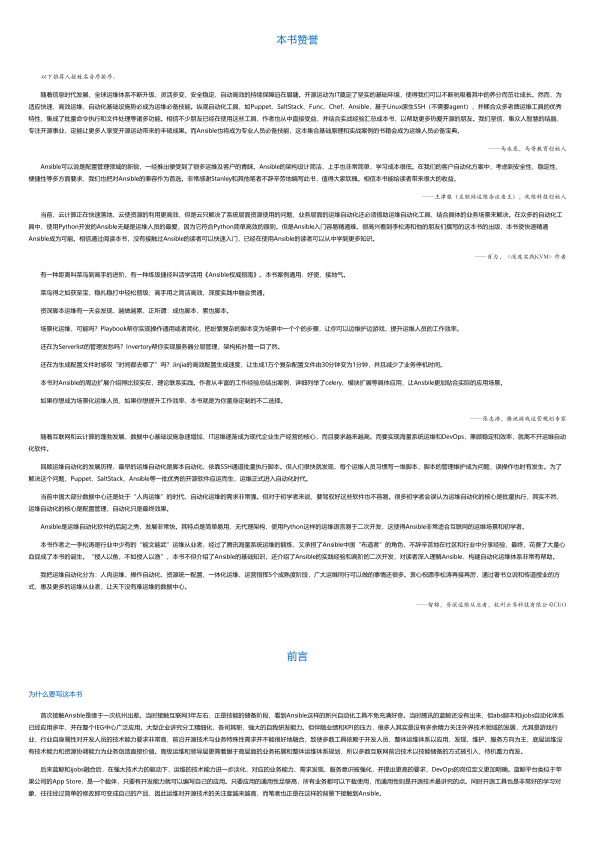 本书赞誉
以下推荐人按姓名音序排序。
随着信息时代发展，全球运维体系不断升级，灵活多变，安全稳定，自动高效的持续保障迫在眉睫。开源运动为IT奠定了坚实的基础环境，使得我们可以不断吮吸着其中的养分而茁壮成长。然而，为
适应快速、高效运维，自动化基础设施势必成为运维必备技能。纵观自动化工具，如Puppet、SaltStack、Func、Chef、Ansible，基于Linux原生SSH（不需要agent），并糅合众多老牌运维工具的优秀
特性，集成了批量命令执行和文件处理等诸多功能。相信不少朋友已经在使用这些工具，作者也从中直接受益，并结合实战经验汇总成本书，以帮助更多钓要开源的朋友。我们坚信，集众人智慧的结晶，
专注开源事业，定能让更多人享受开源运动带来的丰硕成果。而Ansible也将成为专业人员必备技能，这本集合基础原理和实战案例的书籍会成为运维人员必备宝典。
——马永亮，马哥教育创始人
Ansible可以说是配置管理领域的新锐，一经推出便受到了很多运维及客户的青睐。Ansible的架构设计简洁，上手也非常简单，学习成本很低。在我们的客户自动化方案中，考虑到安全性、稳定性、
便捷性等多方面要求，我们也把对Ansible的兼容作为首选。非常感谢Stanley和其他笔者不辞辛劳地编写此书，值得大家钦佩。相信本书能给读者带来很大的收益。
——王津银（互联网运维杂谈老王），优维科技创始人
当前，云计算正在快速落地，云使资源的利用更高效，但是云只解决了系统层面资源使用的问题，业务层面的运维自动化还必须借助运维自动化工具，结合具体的业务场景来解决。在众多的自动化工
具中，使用Python开发的Ansible无疑是运维人员的最爱，因为它符合Python简单高效的原则。但是Ansible入门容易精通难。很高兴看到李松涛和他的朋友们撰写的这本书的出版，本书使快速精通
Ansible成为可能。相信通过阅读本书，没有接触过Ansible的读者可以快速入门，已经在使用Ansible的读者可以从中学到更多知识。
——肖力，《深度实践KVM》作者
有一种距离叫菜鸟到高手的进阶，有一种练级捷径叫活学活用《Ansible权威指南》。本书案例通用，好使，接地气。
菜鸟得之如获至宝，稳扎稳打中轻松晋级；高手用之简洁高效，深度实践中融会贯通。
资深脚本运维有一天会发现，越做越累，正所谓：成也脚本，累也脚本。
场景化运维，可能吗？Playbook帮你实现操作通用或者简化，把纷繁复杂的脚本变为场景中一个个的步骤，让你可以边维护边游戏，提升运维人员的工作效率。
还在为Serverlist的管理发愁吗？Invertory帮你实现服务器分层管理，架构拓扑图一目了然。
还在为生成配置文件时感叹“时间都去哪了”吗？Jinja的高效配置生成速度，让生成1万个复杂配置文件由30分钟变为1分钟，并且减少了业务停机时间。
本书对Ansible的周边扩展介绍得比较实在，理论联系实践。作者从丰富的工作经验总结出案例，详细列举了celery、模块扩展等具体应用，让Ansbile更加贴合实际的应用场景。
如果你想成为场景化运维人员，如果你想提升工作效率，本书就是为你量身定制的不二选择。
——张志浩，腾讯游戏运营规划专家
随着互联网和云计算的蓬勃发展，数据中心基础设施急速增加，IT运维逐渐成为现代企业生产经营的核心，而且要求越来越高。而要实现海量系统运维和DevOps，兼顾稳定和效率，就离不开运维自动
化软件。
回顾运维自动化的发展历程，最早的运维自动化是脚本自动化，依靠SSH通道批量执行脚本。但人们很快就发现，每个运维人员习惯写一堆脚本，脚本的管理维护成为问题，误操作也时有发生。为了
解决这个问题，Puppet、SaltStack、Ansible等一批优秀的开源软件应运而生，运维正式进入自动化时代。
当前中国大部分数据中心还是处于“人肉运维”的时代，自动化运维的需求非常强。但对于初学者来说，要驾驭好这些软件也不容易。很多初学者会误认为运维自动化的核心是批量执行，其实不然，
运维自动化的核心是配置管理，自动化只是最终效果。
Ansible是运维自动化软件的后起之秀，发展非常快。其特点是简单易用、无代理架构，使用Python这样的运维语言易于二次开发，这使得Ansible非常适合互联网的运维场景和初学者。
本书作者之一李松涛是行业中少有的“能文能武”运维从业者，经过了腾讯海量系统运维的锻炼，又承担了Ansible中国“布道者”的角色，不辞辛苦地在社区和行业中分享经验，最终，花费了大量心
血促成了本书的诞生。“授人以鱼，不如授人以渔”，本书不但介绍了Ansible的基础知识，还介绍了Ansible的实践经验和高阶的二次开发，对读者深入理解Ansible、构建自动化运维体系非常有帮助。
我把运维自动化分为：人肉运维、操作自动化、资源统一配置、一体化运维、运营指挥5个成熟度阶段，广大运维同行可以做的事情还很多。衷心祝愿李松涛再接再厉，通过著书立说和传道授业的方
式，惠及更多的运维从业者，让天下没有难运维的数据中心。
——智锦，资深运维从业者，杭州云霁科技有限公司CEO
前言
为什么要写这本书
首次接触Ansible是缘于一次杭州出差。当时接触互联网3年左右，正是技能的储备阶段，看到Ansible这样的新兴自动化工具不免充满好奇。当时腾讯的蓝鲸还没有出来，但abs脚本和ijobs自动化体系
已经应用多年，并在整个IEG中心广泛应用。大型企业讲究分工精细化，各司其职，强大的自我研发能力。但伴随业绩和KPI的压力，很多人其实是没有多余精力关注外界技术领域的发展，尤其是游戏行
业，行业自身属性对开发人员的技术能力要求非常高，前沿开源技术与业务特殊性需求并不能很好地融合，致使多数工具依赖于开发人员，整体运维体系以应用、发现、维护、服务方向为主，底层运维没
有技术能力和资源协调能力为业务创造直接价值。高级运维和领导层更需着眼于高层面的业务拓展和整体运维体系规划，所以多数互联网前沿技术以技能储备的方式被引入，待机蓄力而发。
后来蓝鲸和ijobs融合后，在强大技术力的驱动下，运维的技术能力进一步淡化，对应的业务能力、需求发现、服务意识被强化，并提出更高的要求，DevOps的岗位定义更加明确。蓝鲸平台类似于苹
果公司的App Store，是一个载体，只要有开发能力就可以编写自己的应用。只要应用的通用性足够高，所有业务都可以下载使用，而通用性则是开源技术最讲究的点。同时开源工具也是非常好的学习对
象，往往经过简单的修改即可变成自己的产品，因此运维对开源技术的关注度越来越高，而笔者也正是在这样的背景下接触到Ansible。